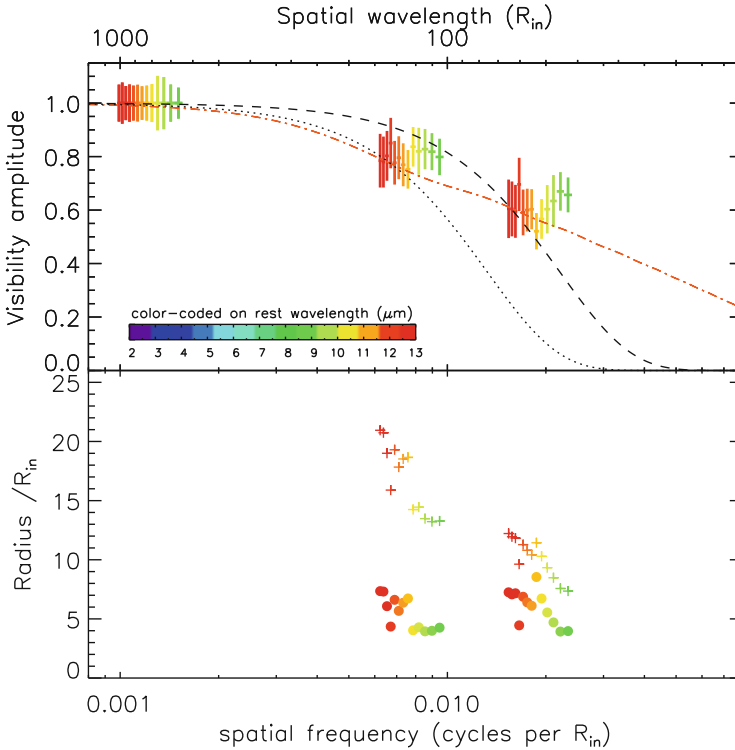 Spatial wavelength (R_in)
1000 100
Visibility amplitude
1.0
0.8
0.6
0.4
0.2
0.0
color-coded on rest wavelength (μm)
2 3 4 5 6 7 8 9 10 11 12 13
Radius /R_in
25
20
15
10
5
0
0.001 0.010
spatial frequency (cycles per R_in)